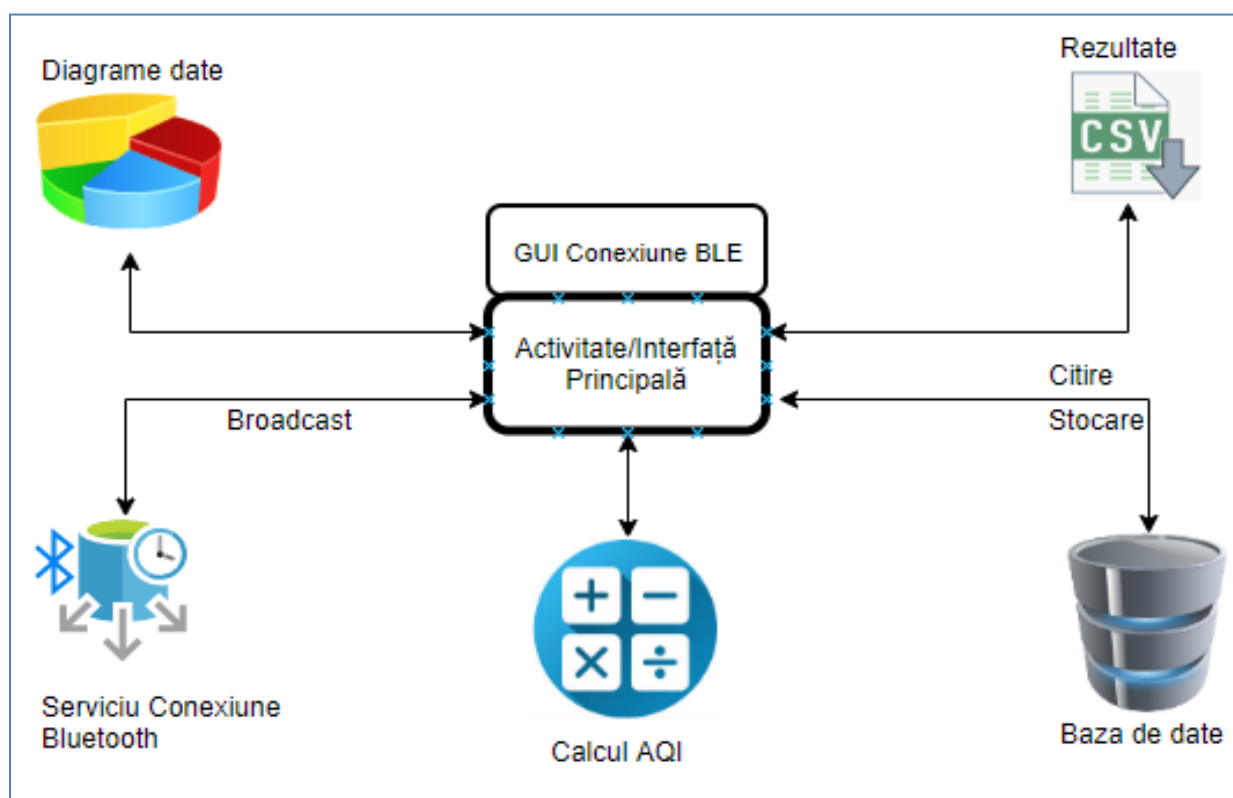 Diagrame date
Rezultate
CSV
GUI Conexiune BLE
Activitate/Interfață
Principală
Citire
Stocare
Broadcast
Serviciu Conexiune
Bluetooth
Calcul AQI
Baza de date